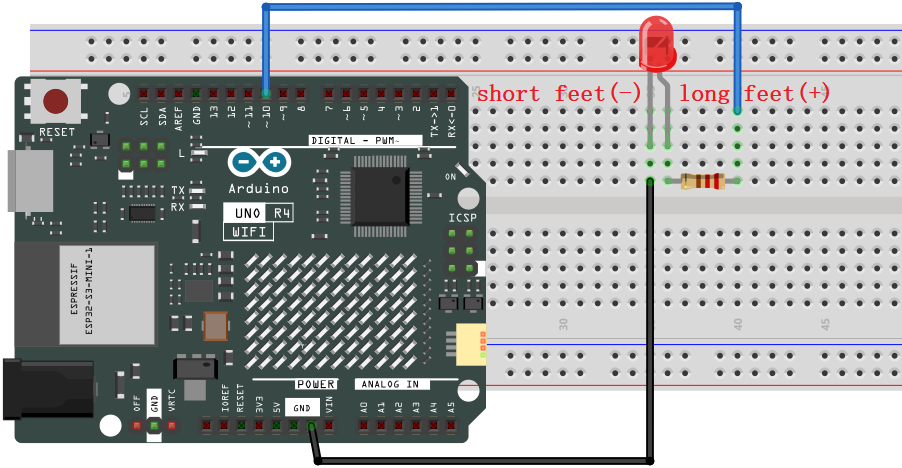 short feet(-)
long feet(+)
RESET
SCL
SDA
AREF
GND
13
12
~11
~10
~9
8
7
~6
~5
4
~3
2
TX→1
RX←0
DIGITAL - PWM~
L
TX
RX
Arduino
ON
UNO R4
WIFI
ICSP
ESPRESSIF
ESP32-S3-MINI-1
30
40
45
POWER
ANALOG IN
OFF
GND
VRTC
IOREF
RESET
3V3
5V
GND
VIN
A0
A1
A2
A3
A4
A5